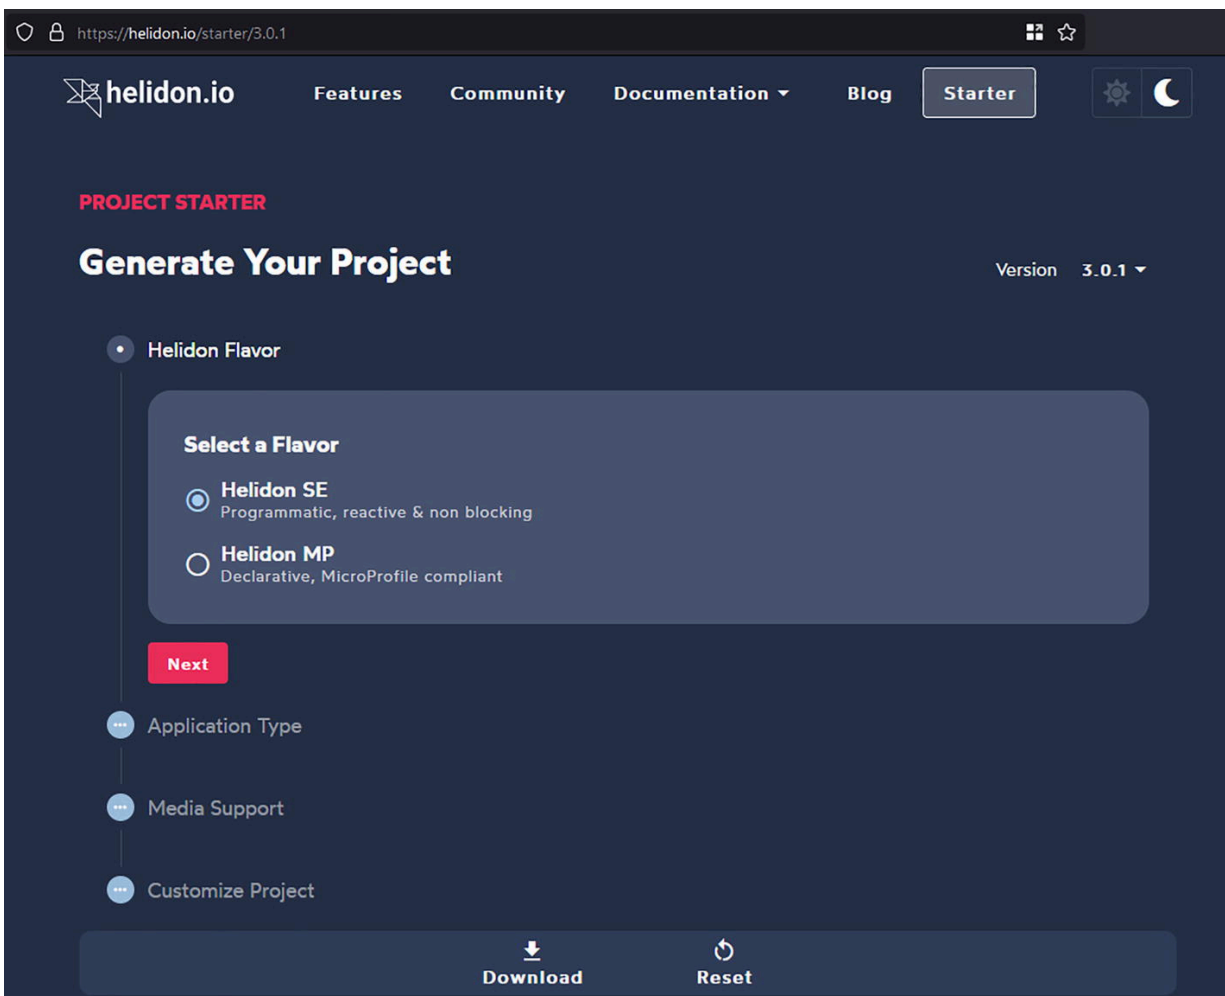 https://helidon.io/starter/3.0.1
helidon.io Features Community Documentation Blog Starter
PROJECT STARTER
Generate Your Project
Version 3.0.1
Helidon Flavor
Select a Flavor
Helidon SE
Programmatic, reactive & non blocking
Helidon MP
Declarative, MicroProfile compliant
Next
Application Type
Media Support
Customize Project
Download Reset